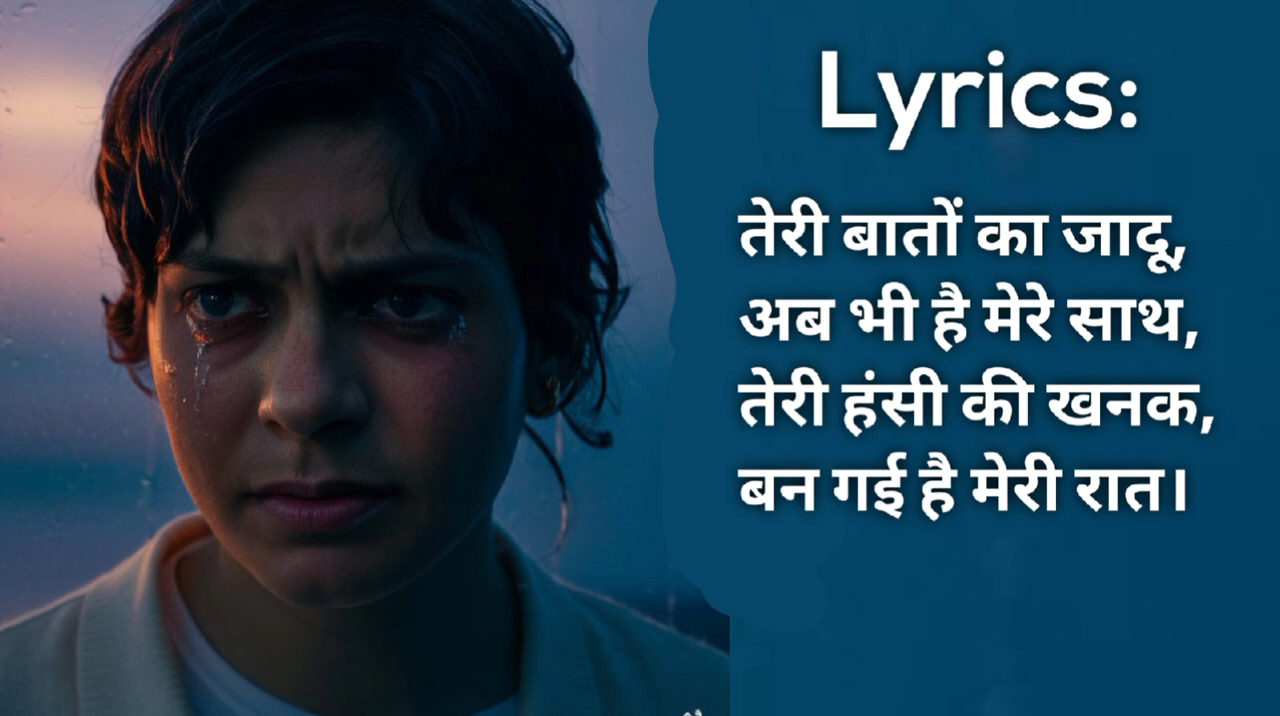 Lyrics:
तेरी बातों का जादू,
अब भी है मेरे साथ,
तेरी हंसी की खनक,
बन गई है मेरी रात।